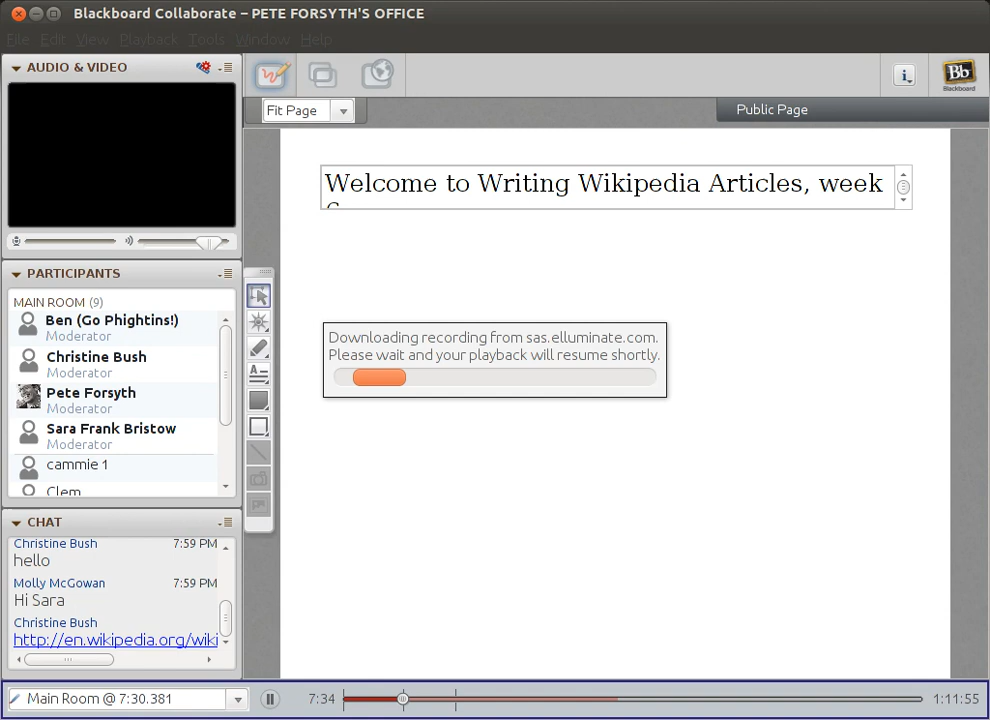 Blackboard Collaborate – PETE FORSYTH'S OFFICE
File Edit View Playback Tools Window Help
AUDIO & VIDEO
PARTICIPANTS
MAIN ROOM (9)
Ben (Go Phightins!)
Moderator
Christine Bush
Moderator
Pete Forsyth
Moderator
Sara Frank Bristow
Moderator
cammie 1
Clem
CHAT
Christine Bush 7:59 PM
hello
Molly McGowan 7:59 PM
Hi Sara
Christine Bush
http://en.wikipedia.org/wiki
Fit Page
Public Page
i
Bb
Blackboard
Welcome to Writing Wikipedia Articles, week
Downloading recording from sas.elluminate.com.
Please wait and your playback will resume shortly.
A
Main Room @ 7:30.381
7:34
1:11:55